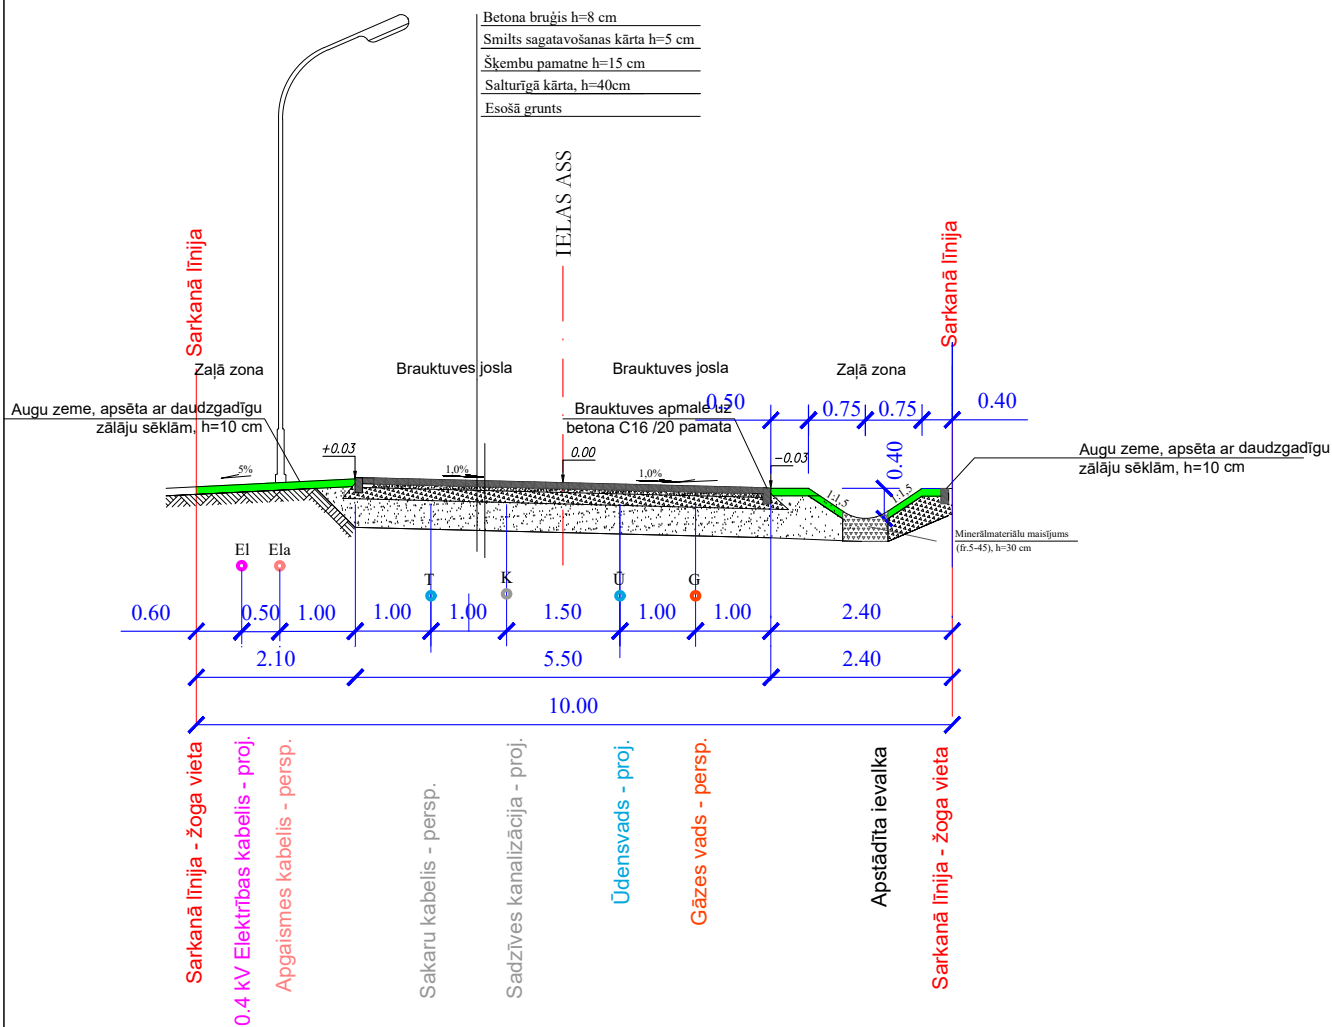 Betona bruģis h=8 cm
Smilts sagatavošanas kārta h=5 cm
Šķembu pamatne h=15 cm
Salturīgā kārta, h=40cm
Esošā grunts
IELAS ASS
Sarkanā līnija
Sarkanā līnija
Zaļā zona
Brauktuves josla
Brauktuves josla
Zaļā zona
Augu zeme, apsēta ar daudzgadīgu
zālāju sēklām, h=10 cm
Brauktuves apmale uz
betona C16 /20 pamata
0.50
0.75
0.75
0.40
0.40
Augu zeme, apsēta ar daudzgadīgu
zālāju sēklām, h=10 cm
+0.03
0.00
-0.03
5%
1,0%
1,0%
1:1,5
1:1,5
Minerālmateriālu maisījums
(fr.5-45), h=30 cm
El
Ela
T
K
Ū
G
0.60
0.50
1.00
1.00
1.00
1.50
1.00
1.00
2.40
2.10
5.50
2.40
10.00
Sarkanā līnija - žoga vieta
0.4 kV Elektrības kabelis - proj.
Apgaismes kabelis - persp.
Sakaru kabelis - persp.
Sadzīves kanalizācija - proj.
Ūdensvads - proj.
Gāzes vads - persp.
Apstādīta ievalka
Sarkanā līnija - žoga vieta